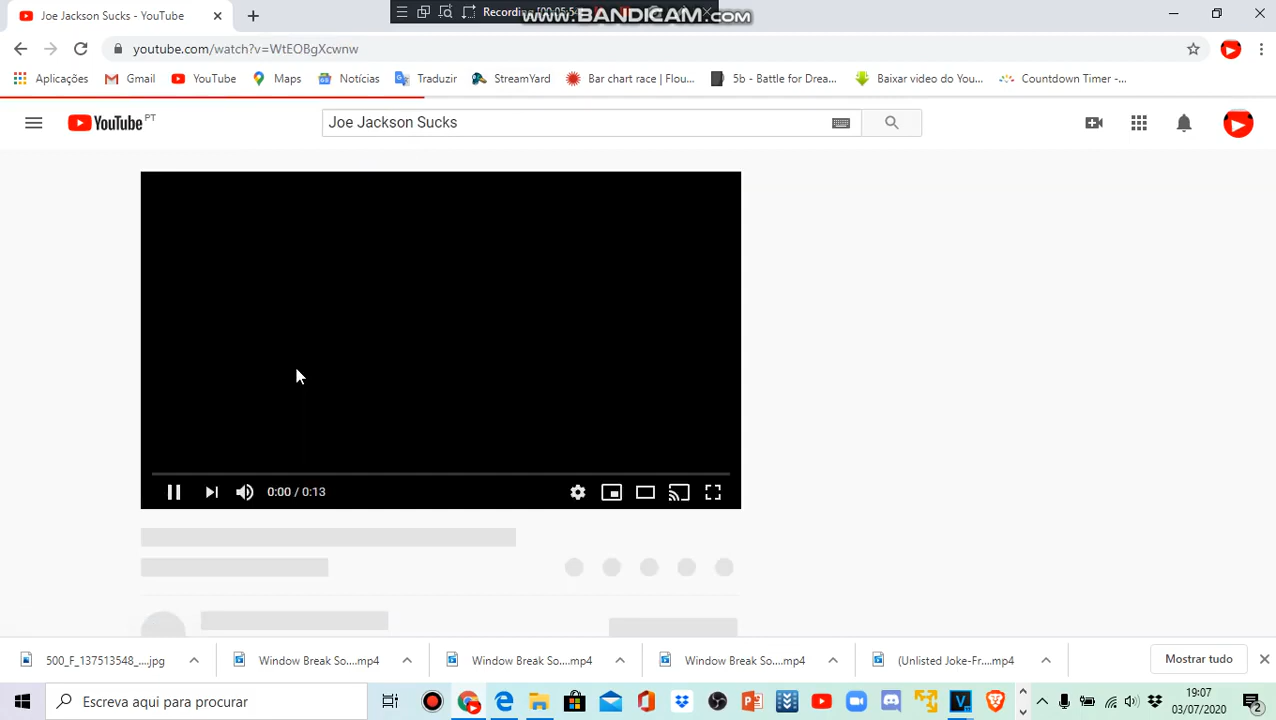 Joe Jackson Sucks - YouTube
www.BANDICAM.com
youtube.com/watch?v=WtEOBgXcwnw
Aplicações Gmail YouTube Maps Notícias Traduzir StreamYard Bar chart race | Flou... 5b - Battle for Drea... Baixar video do You... Countdown Timer -...
YouTube PT Joe Jackson Sucks
0:00 / 0:13
500_F_137513548_....jpg Window Break So....mp4 Window Break So....mp4 Window Break So....mp4 (Unlisted Joke-Fr....mp4 Mostrar tudo
Escreva aqui para procurar
19:07
03/07/2020
2